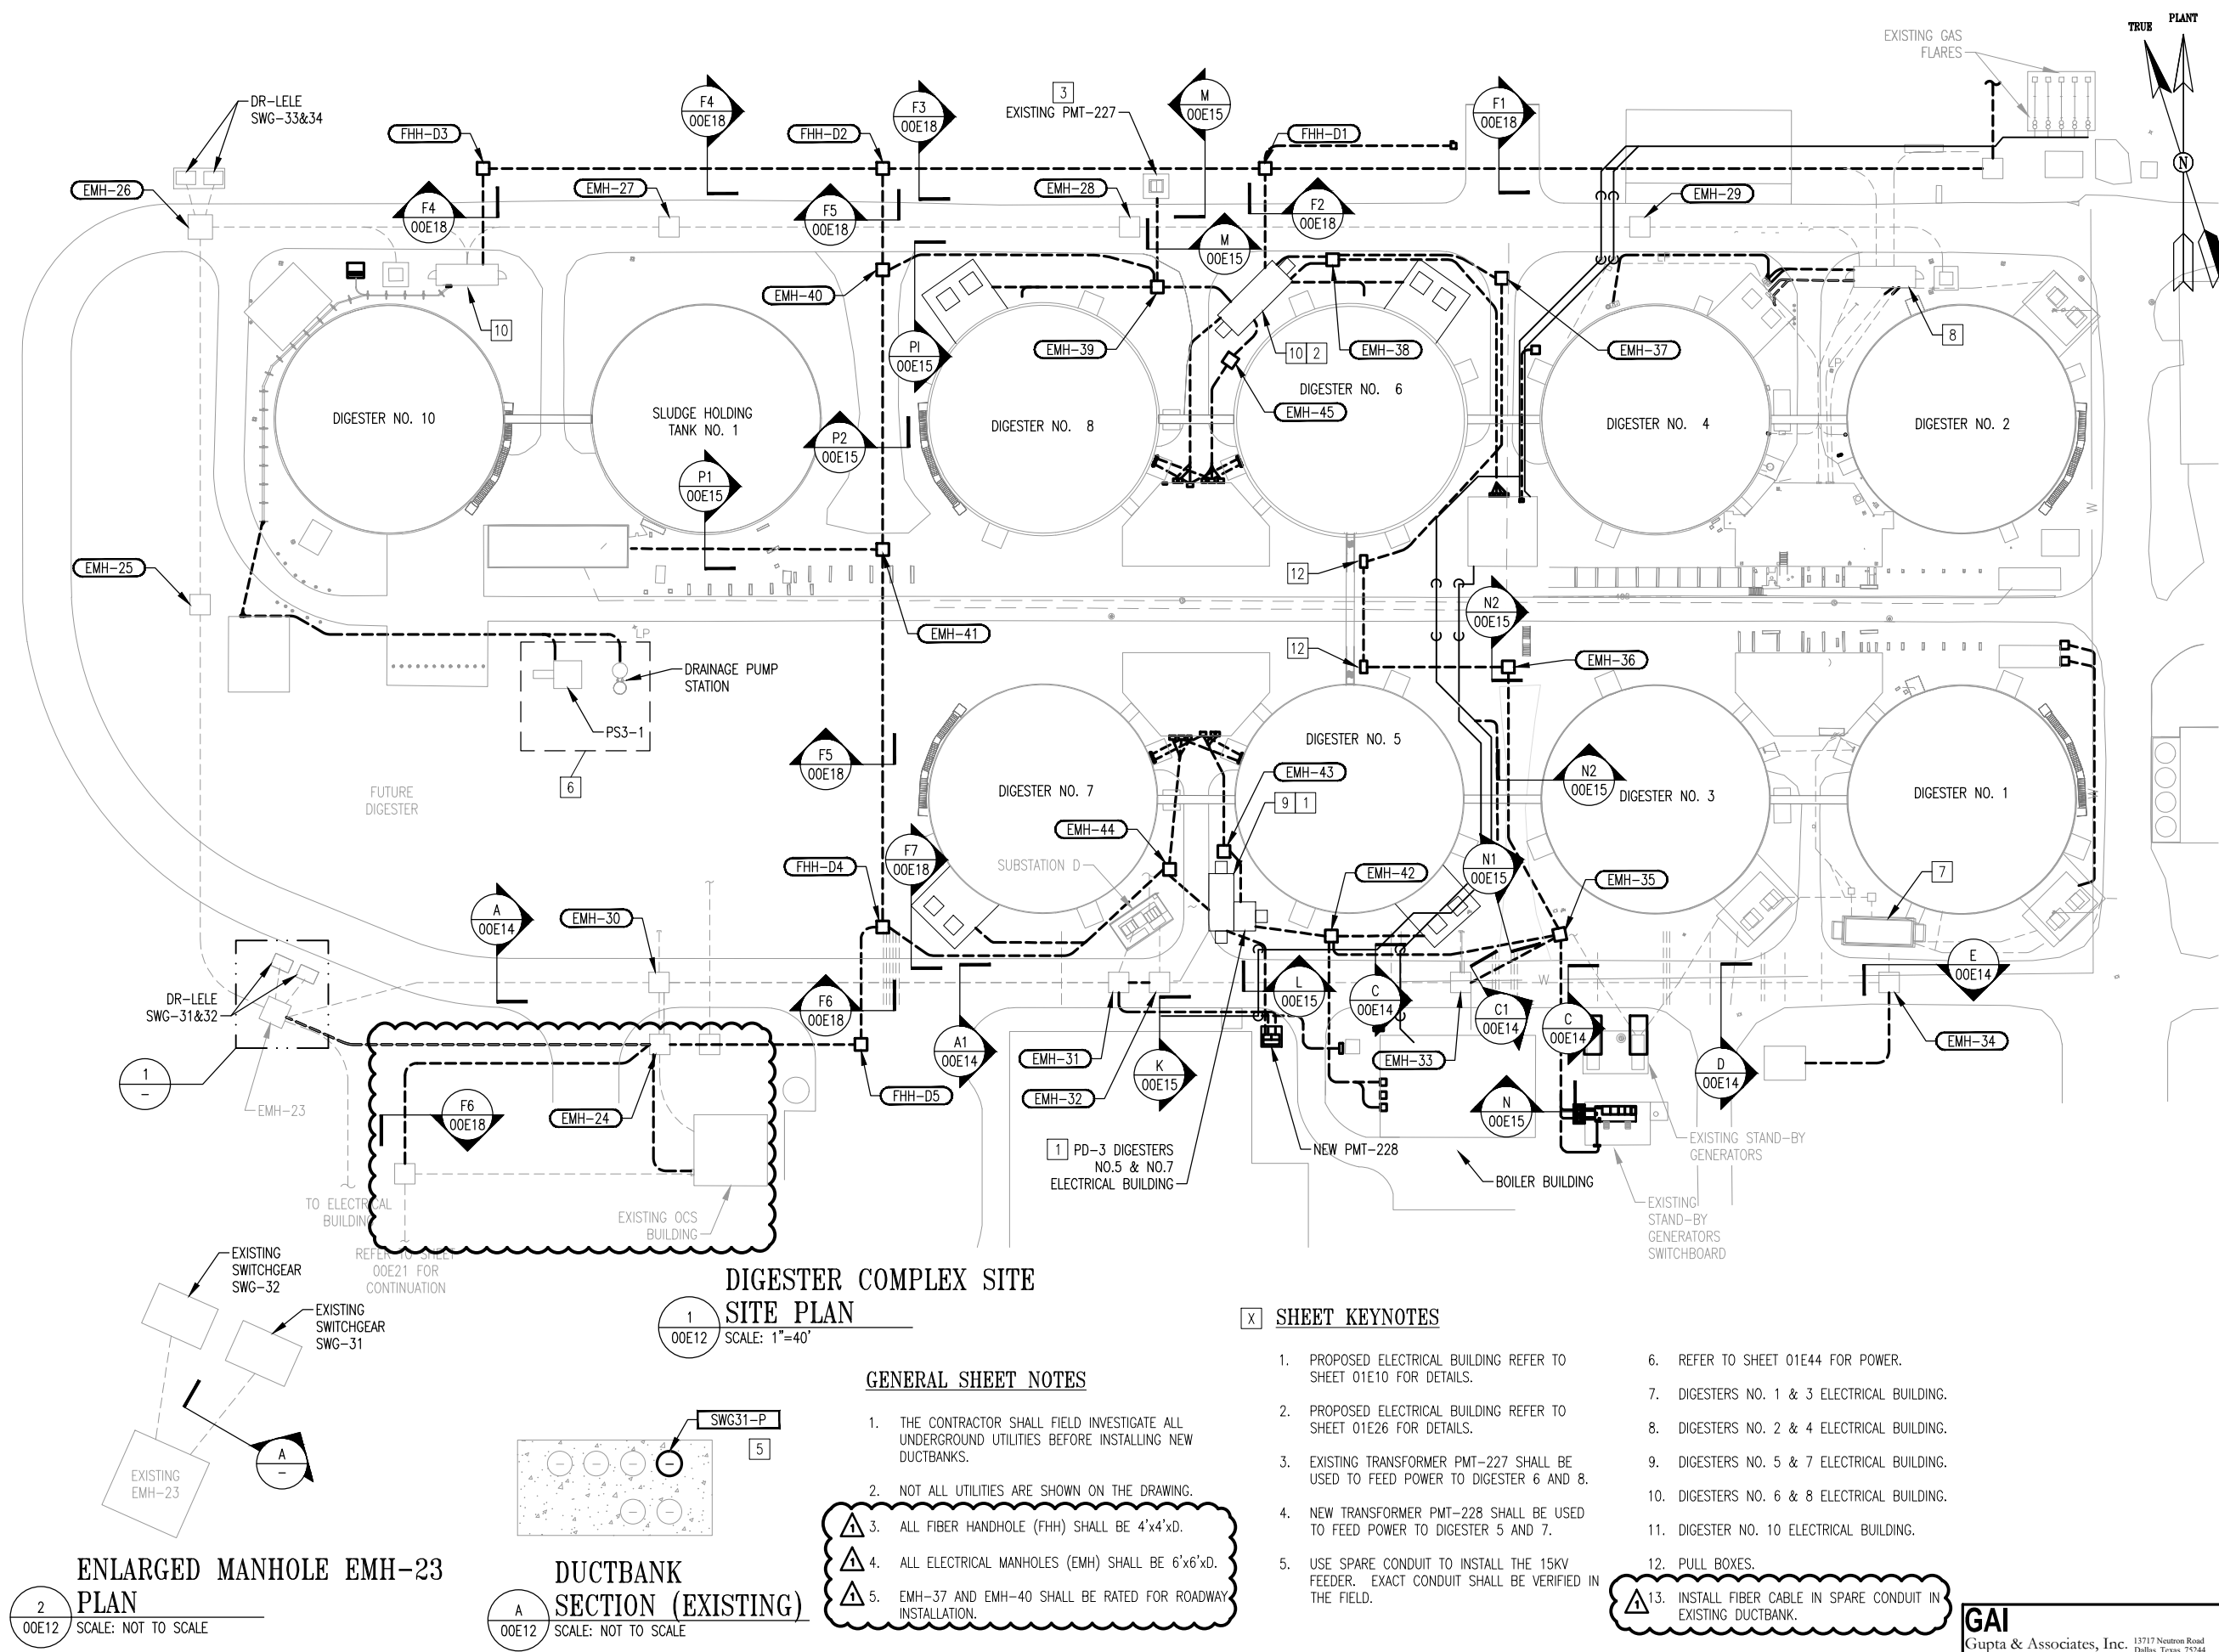 TRUE
PLANT
N
EXISTING GAS
FLARES
DR-LELE
SWG-33&34
FHH-D3
F4
00E18
FHH-D2
F3
00E18
3
EXISTING PMT-227
M
00E15
FHH-D1
F1
00E18
EMH-26
F4
00E18
EMH-27
F5
00E18
EMH-28
M
00E15
F2
00E18
EMH-29
EMH-40
10
PI
00E15
EMH-39
10 2
EMH-38
EMH-37
8
LP
DIGESTER NO. 10
SLUDGE HOLDING
TANK NO. 1
P2
00E15
DIGESTER NO. 8
DIGESTER NO. 6
EMH-45
DIGESTER NO. 4
DIGESTER NO. 2
P1
00E15
W
EMH-25
12
N2
00E15
EMH-41
LP
DRAINAGE PUMP
STATION
PS3-1
6
12
EMH-36
FUTURE
DIGESTER
F5
00E18
DIGESTER NO. 7
DIGESTER NO. 5
EMH-43
9 1
N2
00E15
DIGESTER NO. 3
DIGESTER NO. 1
W
EMH-44
SUBSTATION D
FHH-D4
F7
00E18
EMH-42
N1
00E15
EMH-35
7
A
00E14
EMH-30
DR-LELE
SWG-31&32
F6
00E18
A1
00E14
L
00E15
C
00E14
C1
00E14
C
00E14
W
E
00E14
D
00E14
EMH-34
1
-
EMH-23
F6
00E18
EMH-24
FHH-D5
EMH-31
EMH-32
K
00E15
EMH-33
N
00E15
1 PD-3 DIGESTERS
NO.5 & NO.7
ELECTRICAL BUILDING
NEW PMT-228
BOILER BUILDING
EXISTING STAND-BY
GENERATORS
EXISTING
STAND-BY
GENERATORS
SWITCHBOARD
TO ELECTRICAL
BUILDING
EXISTING OCS
BUILDING
REFER TO SHEET
00E21 FOR
CONTINUATION
EXISTING
SWITCHGEAR
SWG-32
EXISTING
SWITCHGEAR
SWG-31
A
-
EXISTING
EMH-23
1
00E12
DIGESTER COMPLEX SITE
SITE PLAN
SCALE: 1"=40'
SWG31-P
5
2
00E12
ENLARGED MANHOLE EMH-23
PLAN
SCALE: NOT TO SCALE
A
00E12
DUCTBANK
SECTION (EXISTING)
SCALE: NOT TO SCALE
GENERAL SHEET NOTES
1. THE CONTRACTOR SHALL FIELD INVESTIGATE ALL
UNDERGROUND UTILITIES BEFORE INSTALLING NEW
DUCTBANKS.
2. NOT ALL UTILITIES ARE SHOWN ON THE DRAWING.
1 3. ALL FIBER HANDHOLE (FHH) SHALL BE 4'x4'xD.
1 4. ALL ELECTRICAL MANHOLES (EMH) SHALL BE 6'x6'xD.
1 5. EMH-37 AND EMH-40 SHALL BE RATED FOR ROADWAY
INSTALLATION.
X SHEET KEYNOTES
1. PROPOSED ELECTRICAL BUILDING REFER TO
SHEET 01E10 FOR DETAILS.
2. PROPOSED ELECTRICAL BUILDING REFER TO
SHEET 01E26 FOR DETAILS.
3. EXISTING TRANSFORMER PMT-227 SHALL BE
USED TO FEED POWER TO DIGESTER 6 AND 8.
4. NEW TRANSFORMER PMT-228 SHALL BE USED
TO FEED POWER TO DIGESTER 5 AND 7.
5. USE SPARE CONDUIT TO INSTALL THE 15KV
FEEDER. EXACT CONDUIT SHALL BE VERIFIED IN
THE FIELD.
6. REFER TO SHEET 01E44 FOR POWER.
7. DIGESTERS NO. 1 & 3 ELECTRICAL BUILDING.
8. DIGESTERS NO. 2 & 4 ELECTRICAL BUILDING.
9. DIGESTERS NO. 5 & 7 ELECTRICAL BUILDING.
10. DIGESTERS NO. 6 & 8 ELECTRICAL BUILDING.
11. DIGESTER NO. 10 ELECTRICAL BUILDING.
12. PULL BOXES.
1 13. INSTALL FIBER CABLE IN SPARE CONDUIT IN
EXISTING DUCTBANK.
GAI
Gupta & Associates, Inc.
13717 Neutron Road
Dallas, Texas 75244